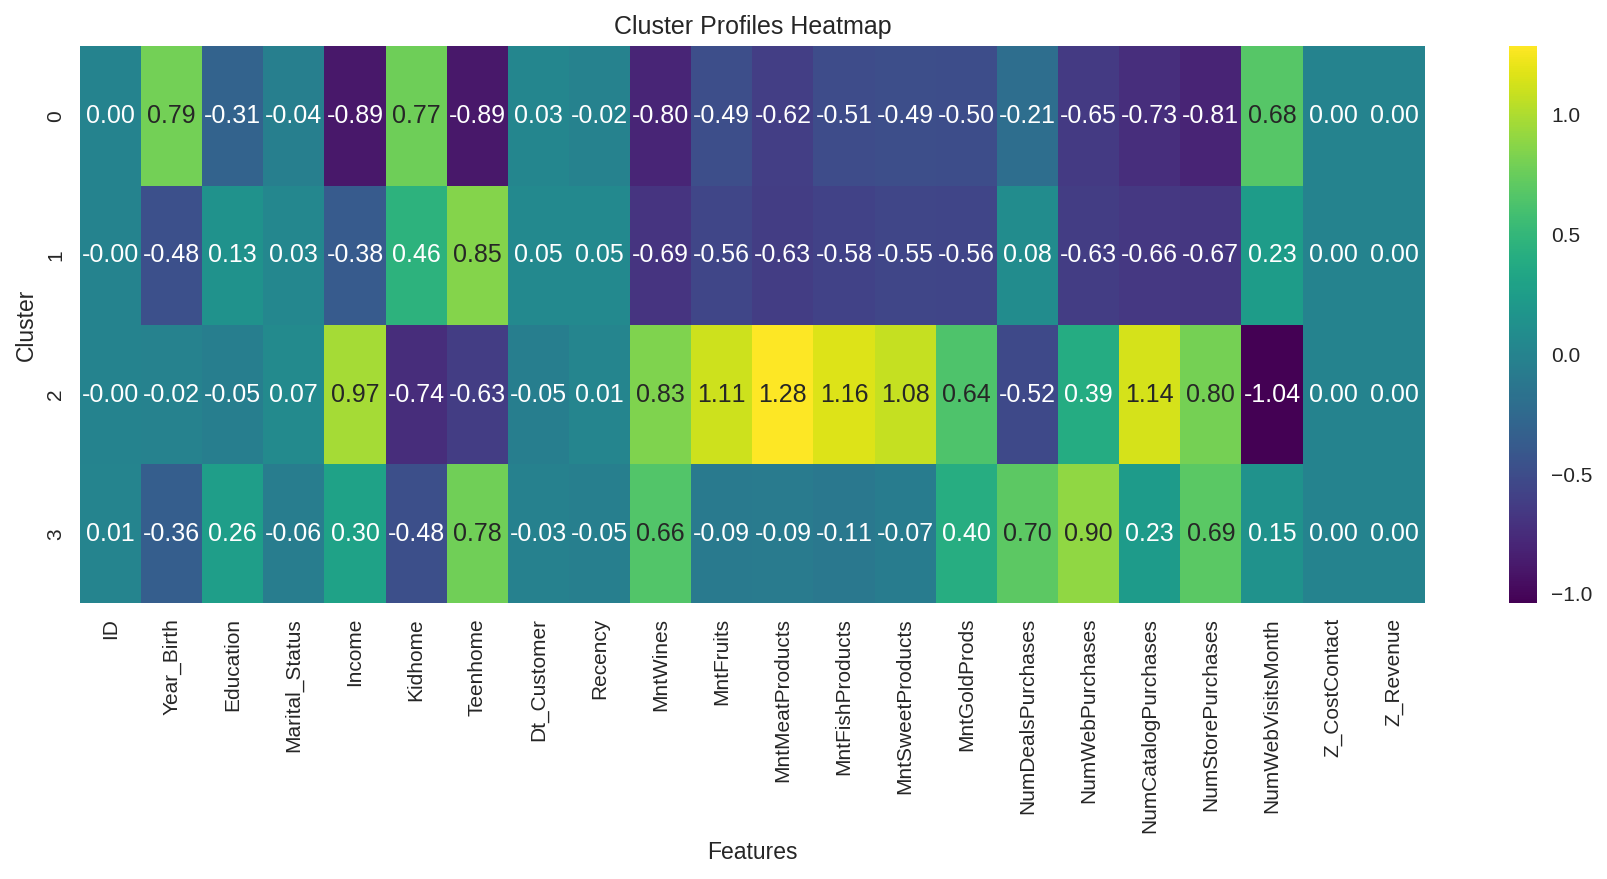 Cluster Profiles Heatmap
0 0.00 0.79 -0.31 -0.04 -0.89 0.77 -0.89 0.03 -0.02 -0.80 -0.49 -0.62 -0.51 -0.49 -0.50 -0.21 -0.65 -0.73 -0.81 0.68 0.00 0.00
1 -0.00 -0.48 0.13 0.03 -0.38 0.46 0.85 0.05 0.05 -0.69 -0.56 -0.63 -0.58 -0.55 -0.56 0.08 -0.63 -0.66 -0.67 0.23 0.00 0.00
2 -0.00 -0.02 -0.05 0.07 0.97 -0.74 -0.63 -0.05 0.01 0.83 1.11 1.28 1.16 1.08 0.64 -0.52 0.39 1.14 0.80 -1.04 0.00 0.00
3 0.01 -0.36 0.26 -0.06 0.30 -0.48 0.78 -0.03 -0.05 0.66 -0.09 -0.09 -0.11 -0.07 0.40 0.70 0.90 0.23 0.69 0.15 0.00 0.00
Cluster
ID
Year_Birth
Education
Marital_Status
Income
Kidhome
Teenhome
Dt_Customer
Recency
MntWines
MntFruits
MntMeatProducts
MntFishProducts
MntSweetProducts
MntGoldProds
NumDealsPurchases
NumWebPurchases
NumCatalogPurchases
NumStorePurchases
NumWebVisitsMonth
Z_CostContact
Z_Revenue
Features
1.0
0.5
0.0
−0.5
−1.0